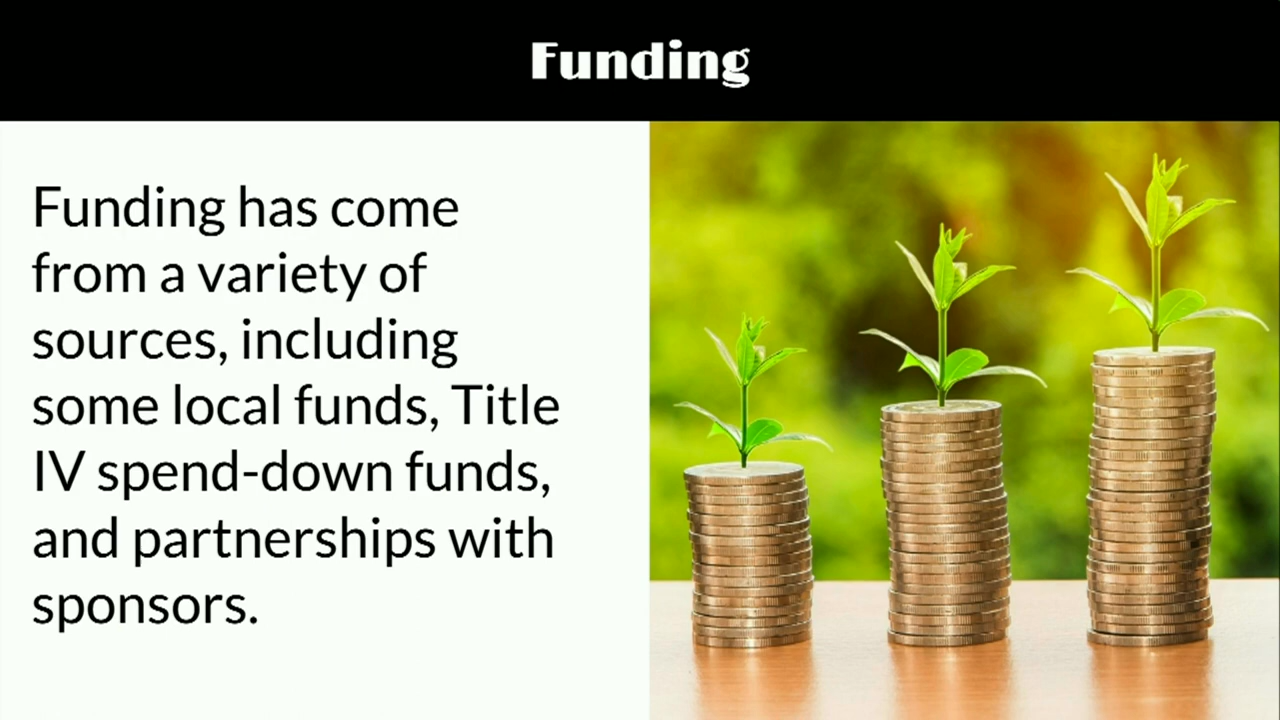 Funding
Funding has come
from a variety of
sources, including
some local funds, Title
IV spend-down funds,
and partnerships with
sponsors.